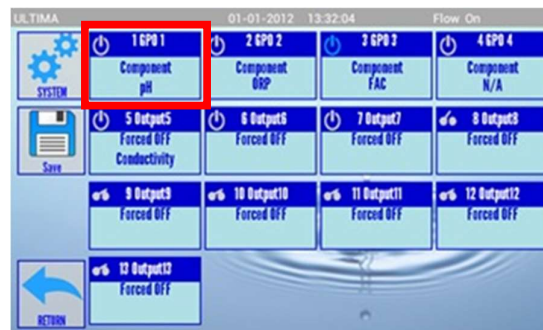 ULTIMA 01-01-2012 13:32:04 Flow On
SYSTEM
1 GPO 1
Component
pH
2 GPO 2
Component
ORP
3 GPO 3
Component
FAC
4 GPO 4
Component
N/A
Save
5 Output5
Forced OFF
Conductivity
6 Output6
Forced OFF
7 Output7
Forced OFF
8 Output8
Forced OFF
9 Output9
Forced OFF
10 Output10
Forced OFF
11 Output11
Forced OFF
12 Output12
Forced OFF
RETURN
13 Output13
Forced OFF